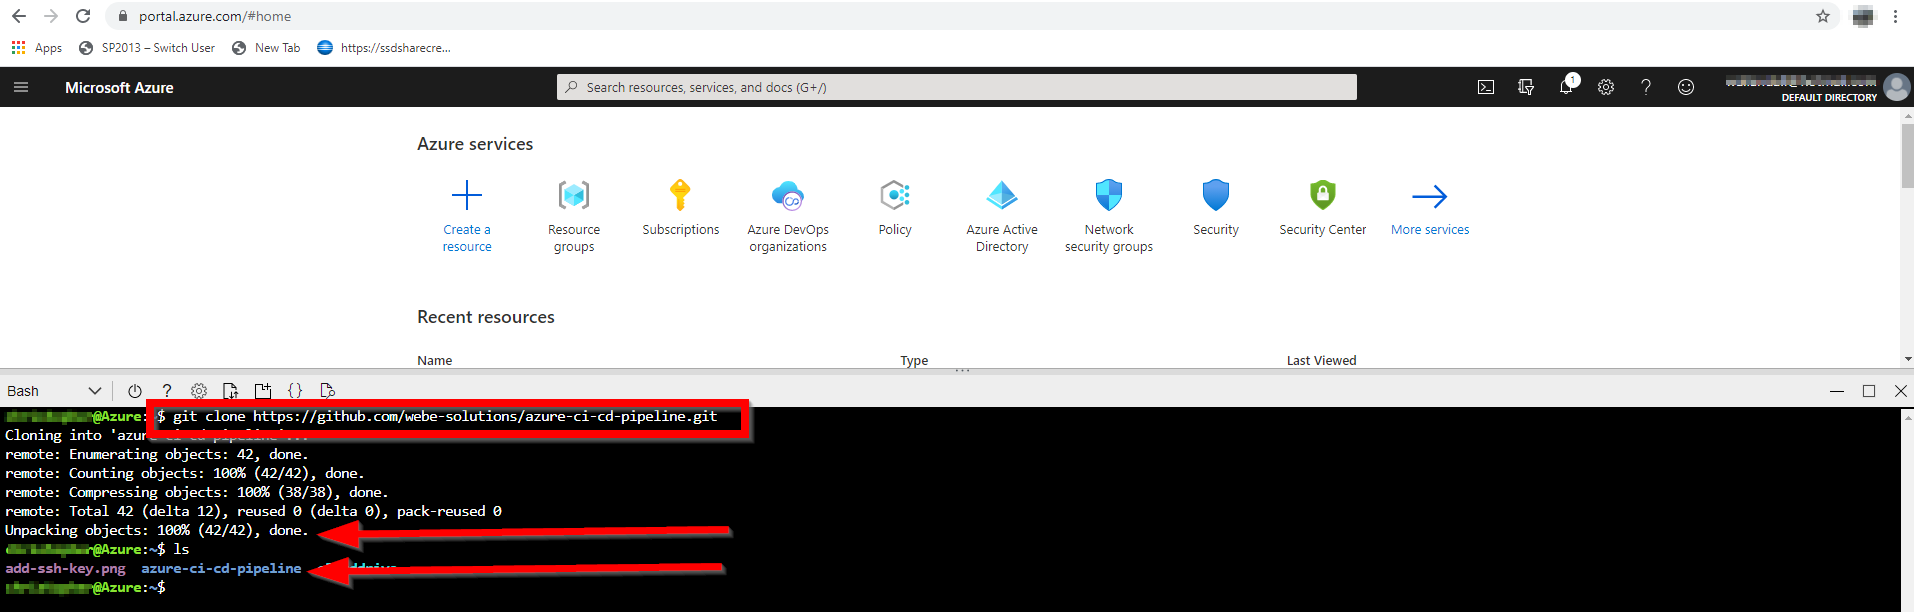 portal.azure.com/#home
Apps SP2013 – Switch User New Tab https://ssdsharecre...
Microsoft Azure
Search resources, services, and docs (G+/)
1
DEFAULT DIRECTORY
Azure services
Create a resource
Resource groups
Subscriptions
Azure DevOps organizations
Policy
Azure Active Directory
Network security groups
Security
Security Center
More services
Recent resources
Name Type Last Viewed
Bash
@Azure: $ git clone https://github.com/webe-solutions/azure-ci-cd-pipeline.git
Cloning into 'azure-ci-cd-pipeline'...
remote: Enumerating objects: 42, done.
remote: Counting objects: 100% (42/42), done.
remote: Compressing objects: 100% (38/38), done.
remote: Total 42 (delta 12), reused 0 (delta 0), pack-reused 0
Unpacking objects: 100% (42/42), done.
@Azure:~$ ls
add-ssh-key.png azure-ci-cd-pipeline
@Azure:~$